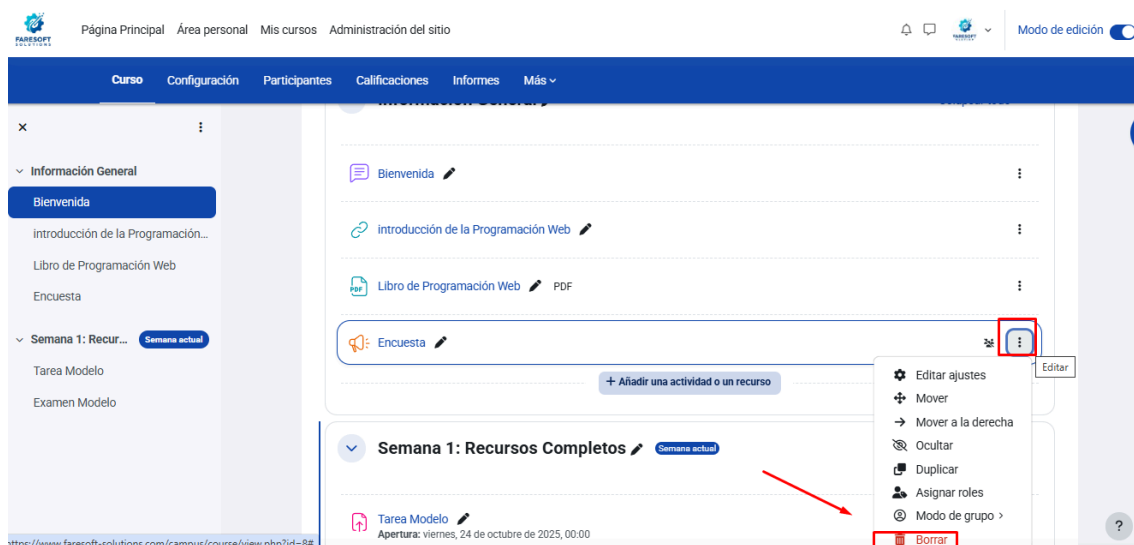 FARESOFT
SOLUTIONS
Página Principal Área personal Mis cursos Administración del sitio
Modo de edición
Curso Configuración Participantes Calificaciones Informes Más
Información General
Información General
Bienvenida
introducción de la Programación...
Libro de Programación Web
Encuesta
Semana 1: Recur... Semana actual
Tarea Modelo
Examen Modelo
Bienvenida
introducción de la Programación Web
PDF Libro de Programación Web PDF
Encuesta
Editar
+ Añadir una actividad o un recurso
Editar ajustes
Mover
Mover a la derecha
Ocultar
Duplicar
Asignar roles
Modo de grupo >
Borrar
Semana 1: Recursos Completos Semana actual
Tarea Modelo
Apertura: viernes, 24 de octubre de 2025, 00:00
?
https://www.faresoft-solutions.com/campus/course/view.php?id=8#